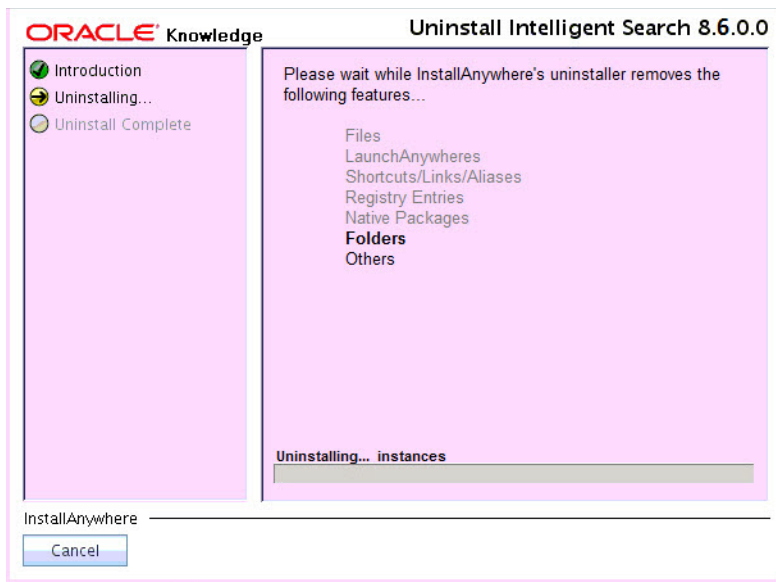 ORACLE Knowledge
Uninstall Intelligent Search 8.6.0.0
Introduction
Uninstalling...
Uninstall Complete
Please wait while InstallAnywhere's uninstaller removes the
following features...
Files
LaunchAnywheres
Shortcuts/Links/Aliases
Registry Entries
Native Packages
Folders
Others
Uninstalling... instances
InstallAnywhere
Cancel